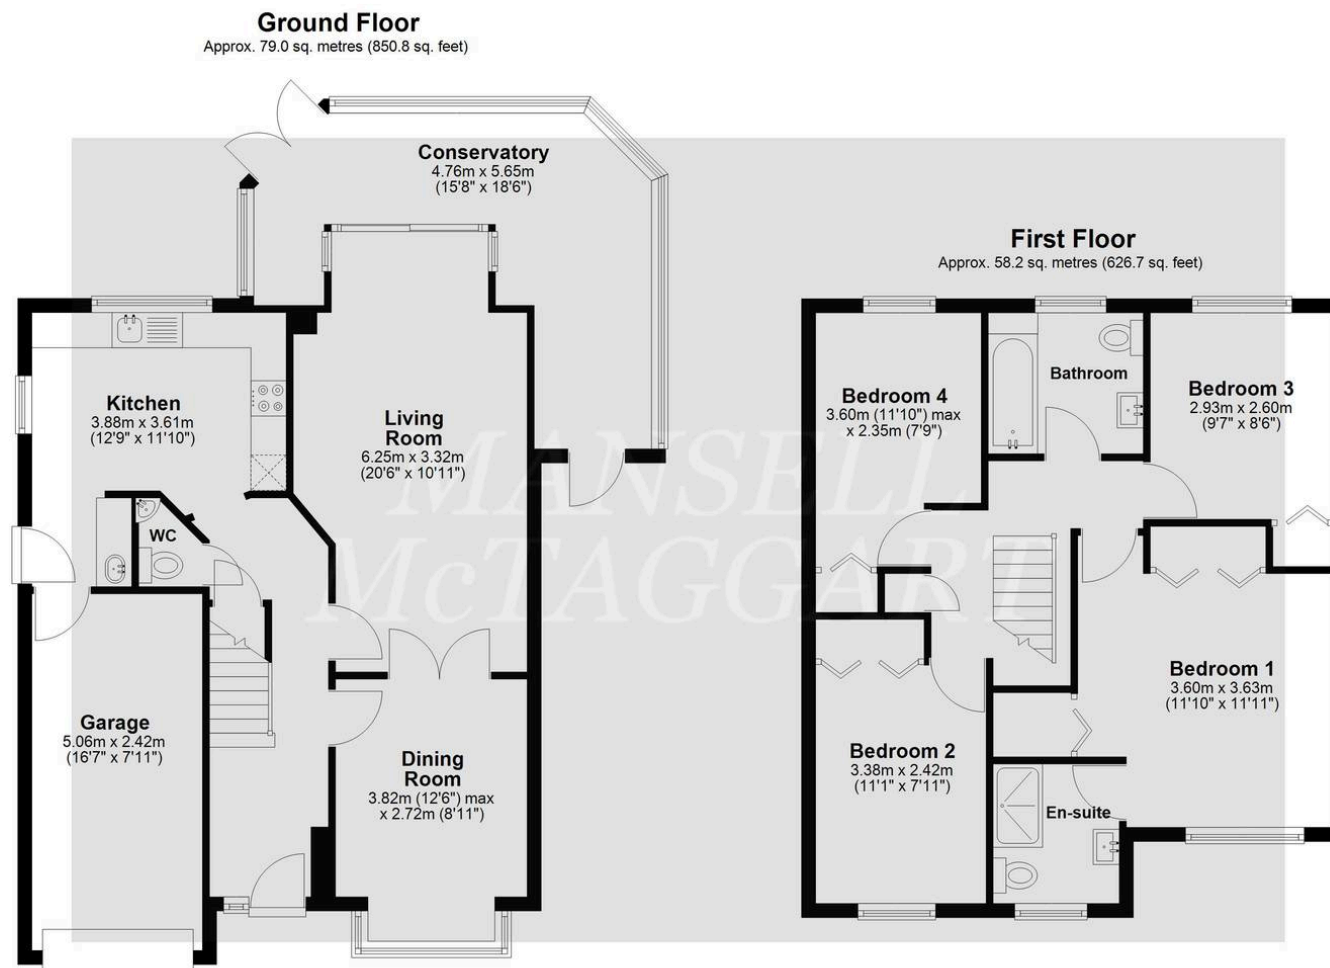 Ground Floor
Approx. 79.0 sq. metres (850.8 sq. feet)
Conservatory
4.76m x 5.65m
(15'8" x 18'6")
First Floor
Approx. 58.2 sq. metres (626.7 sq. feet)
Kitchen
3.88m x 3.61m
(12'9" x 11'10")
Living
Room
6.25m x 3.32m
(20'6" x 10'11")
WC
Garage
5.06m x 2.42m
(16'7" x 7'11")
Dining
Room
3.82m (12'6") max
x 2.72m (8'11")
Bedroom 4
3.60m (11'10") max
x 2.35m (7'9")
Bathroom
Bedroom 3
2.93m x 2.60m
(9'7" x 8'6")
Bedroom 1
3.60m x 3.63m
(11'10" x 11'11")
Bedroom 2
3.38m x 2.42m
(11'1" x 7'11")
En-suite
MANSELL
McTAGGART